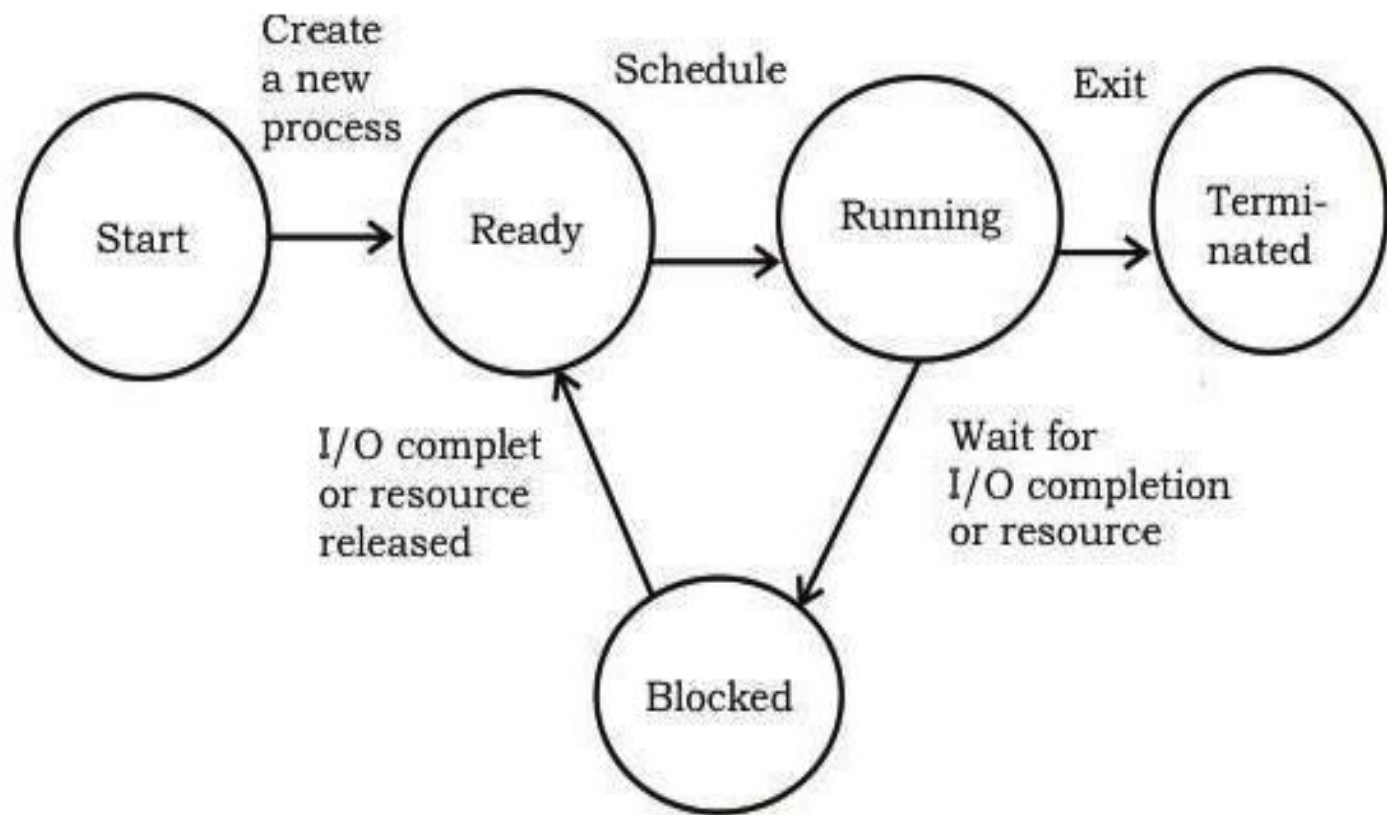 Create
a new
process
Schedule
Exit
Start
Ready
Running
Termi-
nated
I/O complet
or resource
released
Wait for
I/O completion
or resource
Blocked